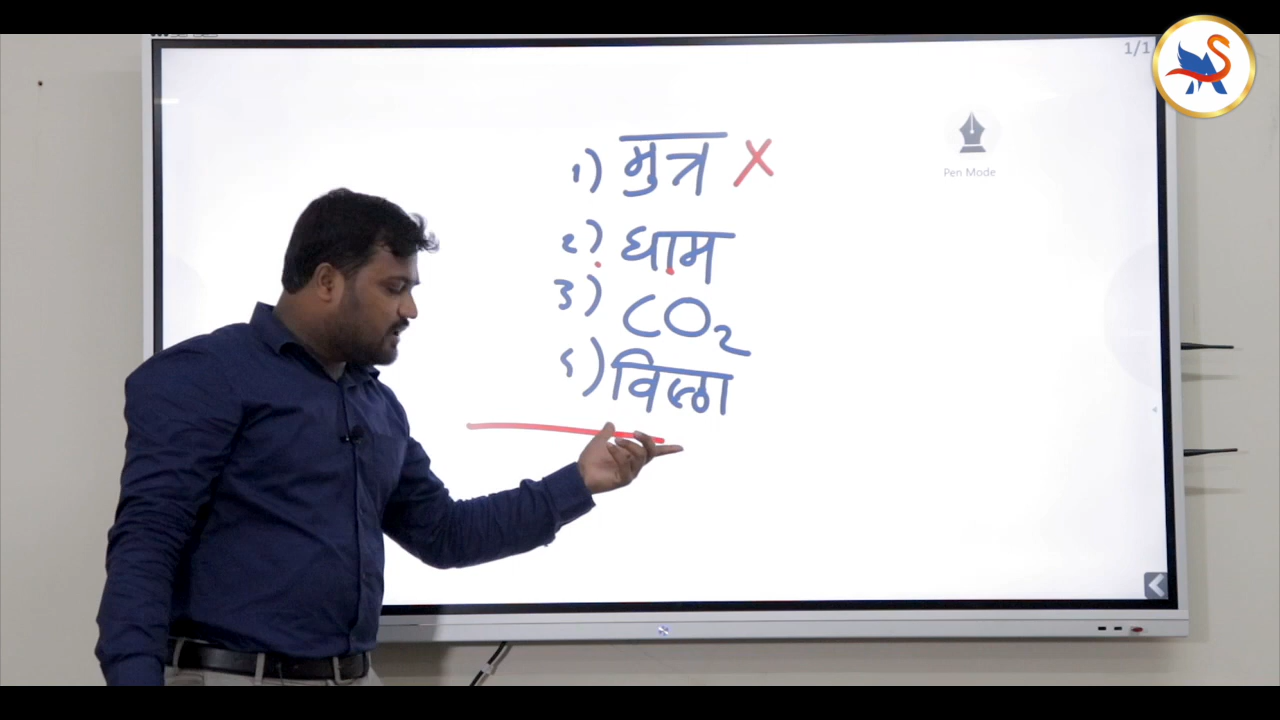 1/1
Pen Mode
1) मुत्र X
2) घाम
3) CO2
4) विष्ठा